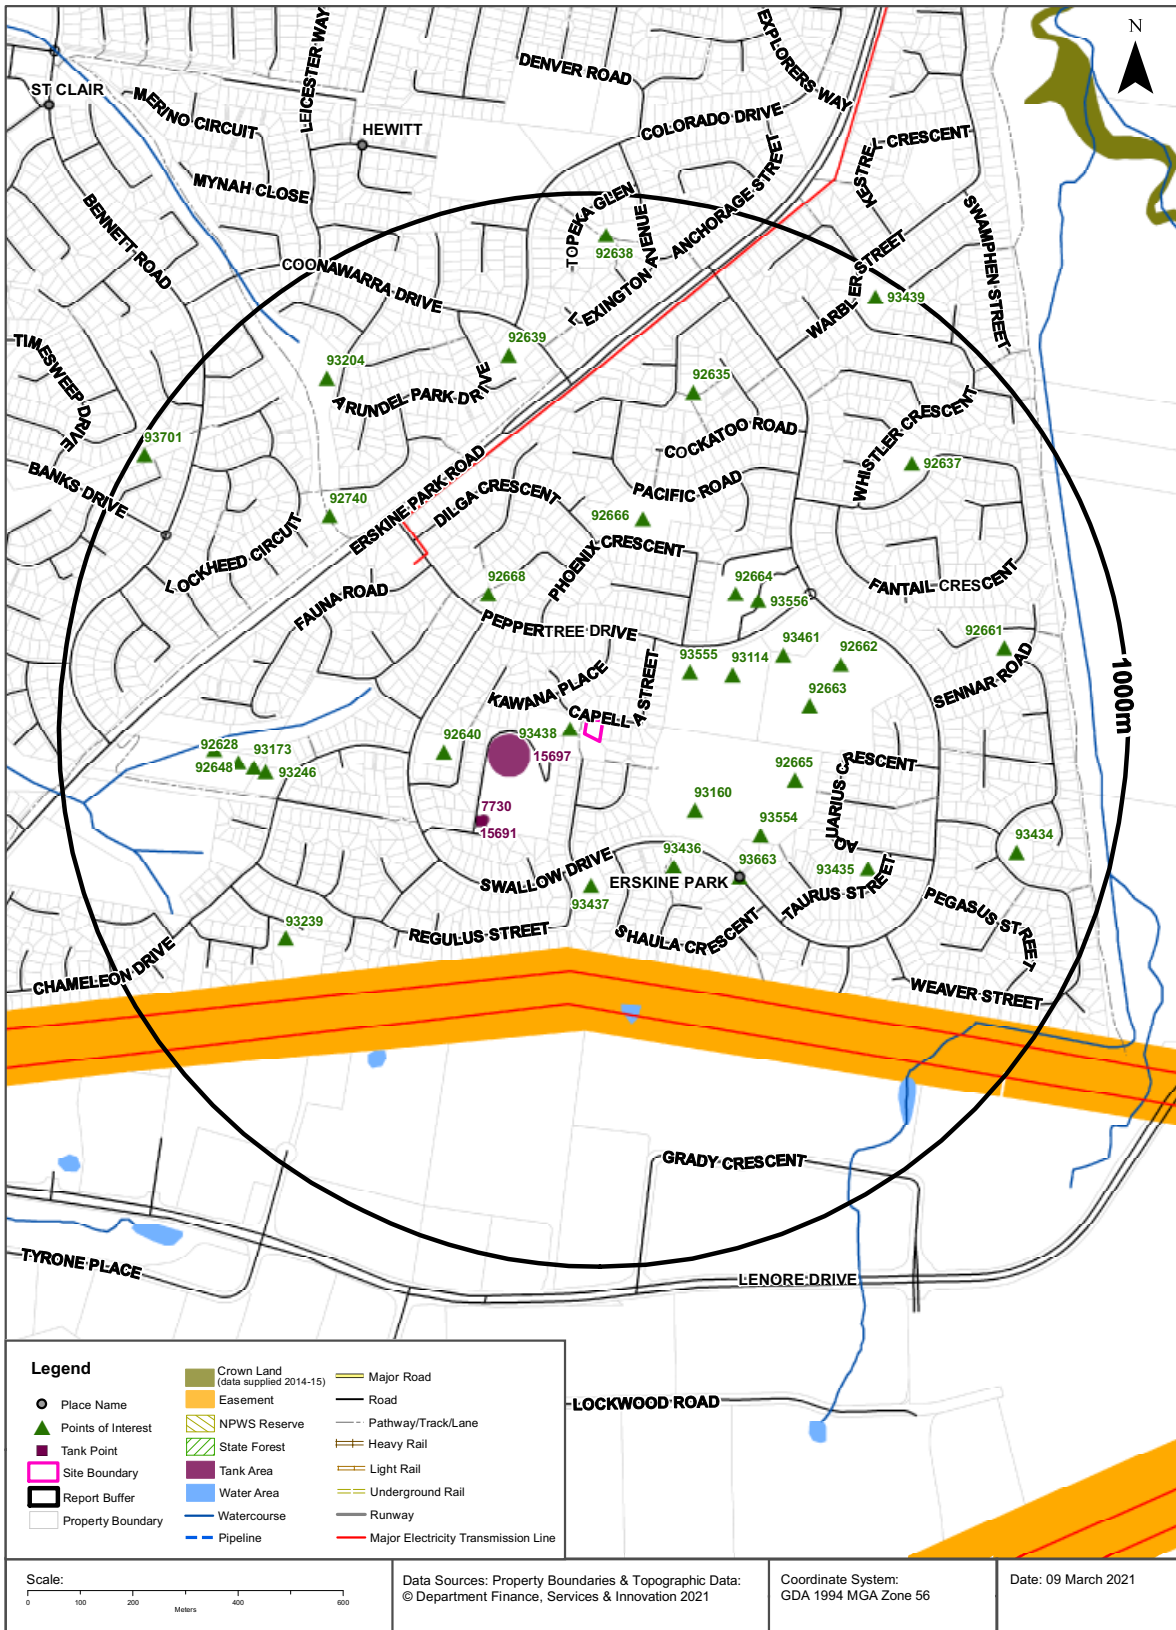 N
EXPLORERS WAY
LEICESTER WAY
DENVER ROAD
ST CLAIR
MERINO CIRCUIT
HEWITT
COLORADO DRIVE
KESTREL CRESCENT
ANCHORAGE STREET
MYNAH CLOSE
BENNETT ROAD
TOPEKA GLEN
LEXINGTON AVENUE
SWAMPHEN STREET
92638
COONAWARRA DRIVE
WARBLER STREET
93439
TIMESWEEP DRIVE
92639
93204
ARUNDEL PARK DRIVE
92635
WHISTLER CRESCENT
COCKATOO ROAD
93701
92637
BANKS DRIVE
ERSKINE PARK ROAD
DILGA CRESCENT
PACIFIC ROAD
92740
92666
LOCKHEED CIRCUIT
PHOENIX CRESCENT
FAUNA ROAD
92668
92664
93556
FANTAIL CRESCENT
PEPPERTREE DRIVE
93461
92662
92661
93555
93114
SENNAR ROAD
KAWANA PLACE
CAPELLA STREET
92663
1000m
93438
92640
92628
93173
92648
93246
15697
92665
AQUARIUS CRESCENT
7730
15691
93160
93554
93434
93436
93663
93435
SWALLOW DRIVE
ERSKINE PARK
93437
TAURUS STREET
PEGASUS STREET
93239
REGULUS STREET
SHAULA CRESCENT
CHAMELEON DRIVE
WEAVER STREET
GRADY CRESCENT
TYRONE PLACE
LENORE DRIVE
LOCKWOOD ROAD
Legend
Place Name
Points of Interest
Tank Point
Site Boundary
Report Buffer
Property Boundary
Crown Land
(data supplied 2014-15)
Easement
NPWS Reserve
State Forest
Tank Area
Water Area
Watercourse
Pipeline
Major Road
Road
Pathway/Track/Lane
Heavy Rail
Light Rail
Underground Rail
Runway
Major Electricity Transmission Line
Scale:
0 100 200 400 600
Meters
Data Sources: Property Boundaries & Topographic Data:
© Department Finance, Services & Innovation 2021
Coordinate System:
GDA 1994 MGA Zone 56
Date: 09 March 2021